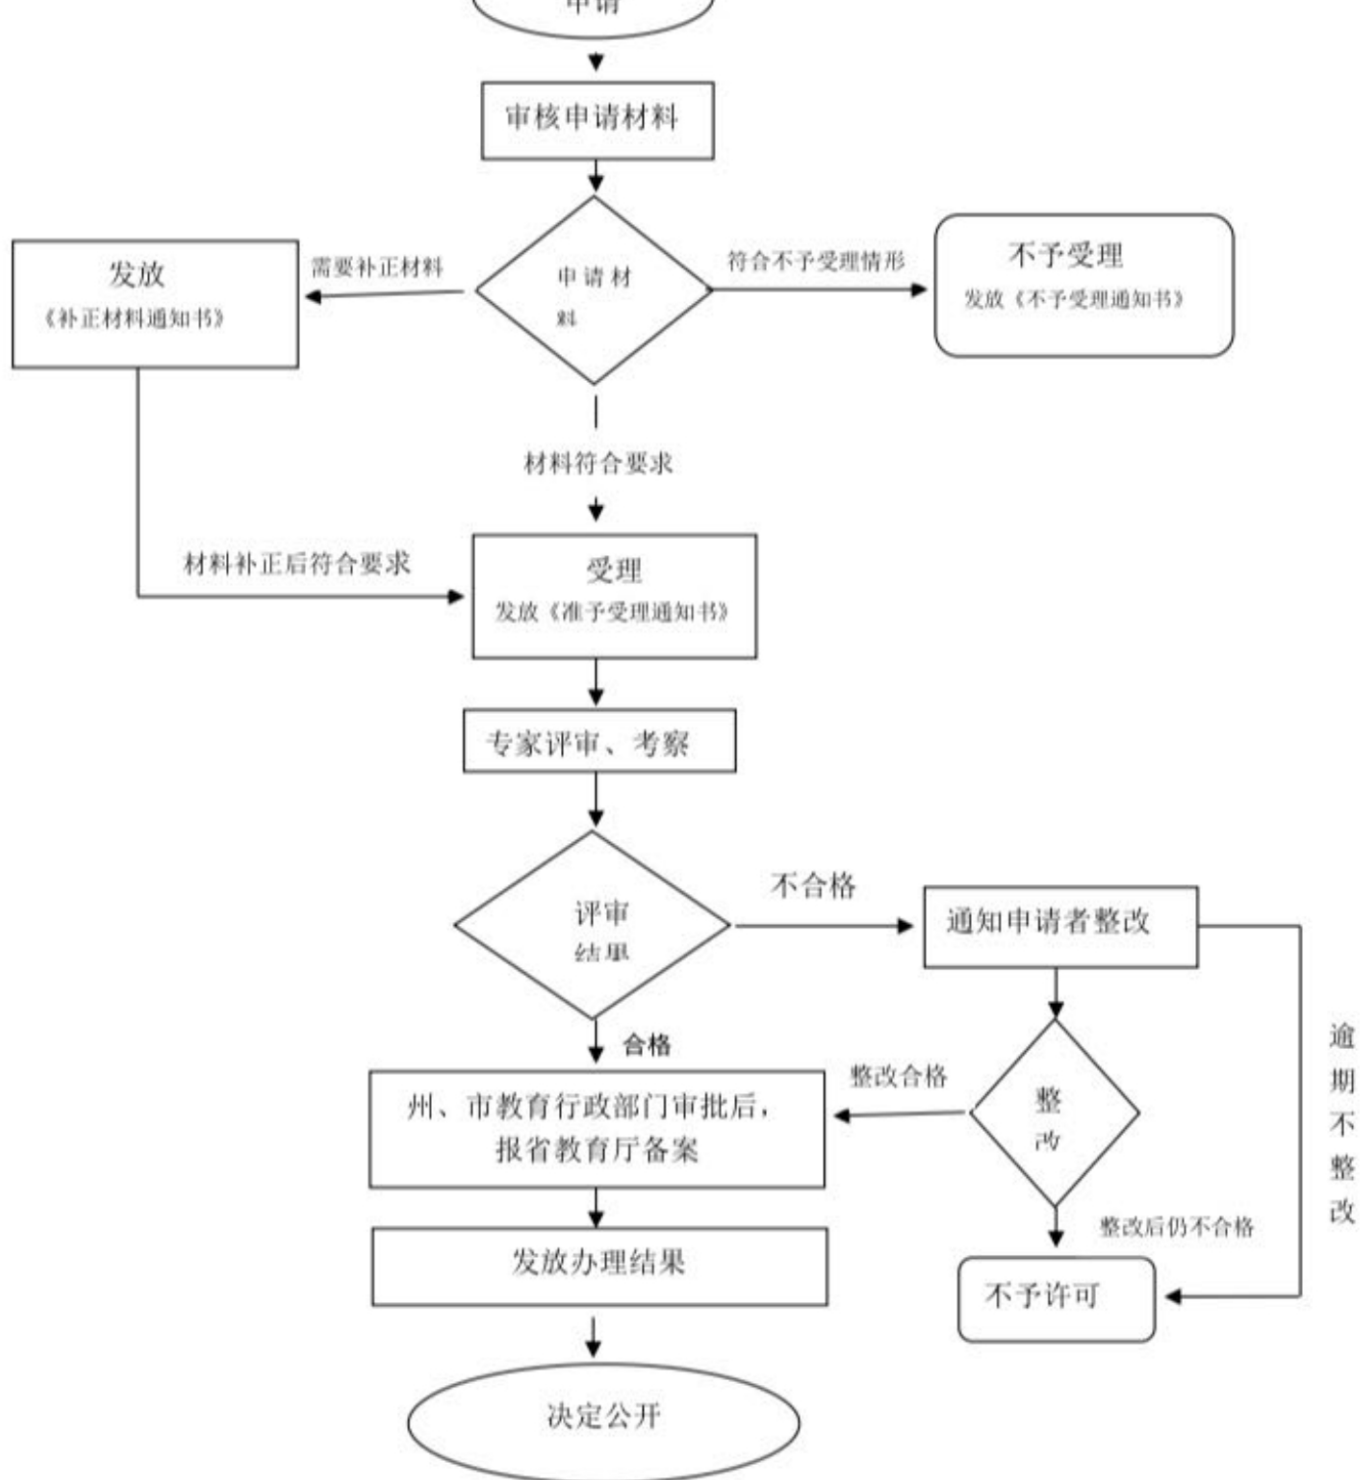 申请
审核申请材料
发放
《补正材料通知书》
需要补正材料
申请材
料
符合不予受理情形
不予受理
发放《不予受理通知书》
材料符合要求
材料补正后符合要求
受理
发放《准予受理通知书》
专家评审、考察
评审
结果
不合格
通知申请者整改
合格
整改合格
整
改
逾
期
不
整
改
州、市教育行政部门审批后,
报省教育厅备案
整改后仍不合格
发放办理结果
不予许可
决定公开